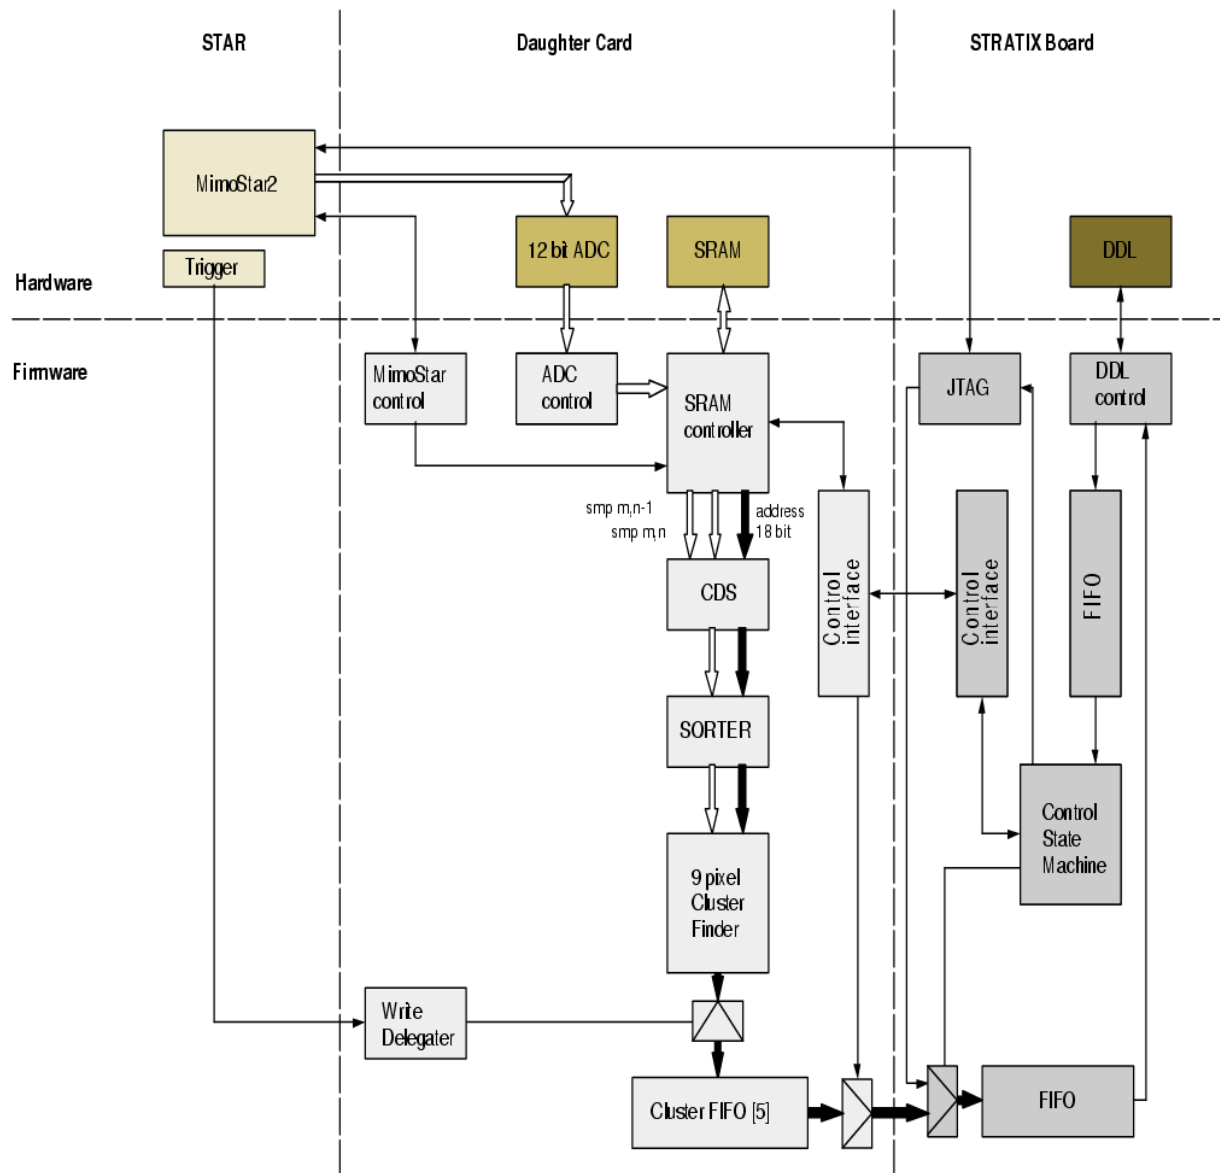 STAR
Daughter Card
STRATIX Board
MimoStar2
12 bit ADC
SRAM
DDL
Trigger
Hardware
Firmware
MimoStar
control
ADC
control
SRAM
controller
JTAG
DDL
control
smp m,n-1
smp m,n
address
18 bit
CDS
Control
interface
Control
interface
FIFO
SORTER
Control
State
Machine
9 pixel
Cluster
Finder
Write
Delegater
Cluster FIFO [5]
FIFO